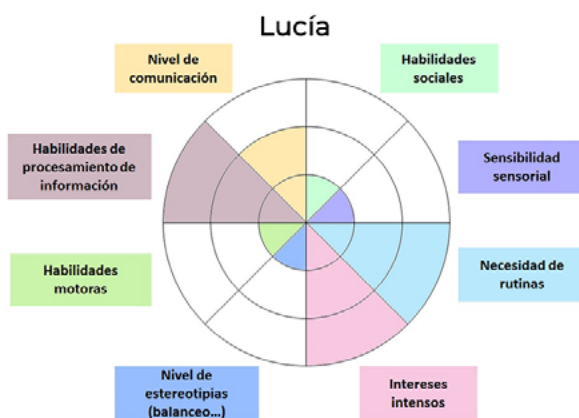 Lucía
Nivel de
comunicación
Habilidades
sociales
Habilidades de
procesamiento de
información
Sensibilidad
sensorial
Habilidades
motoras
Necesidad de
rutinas
Nivel de
estereotipias
(balanceo...)
Intereses
intensos